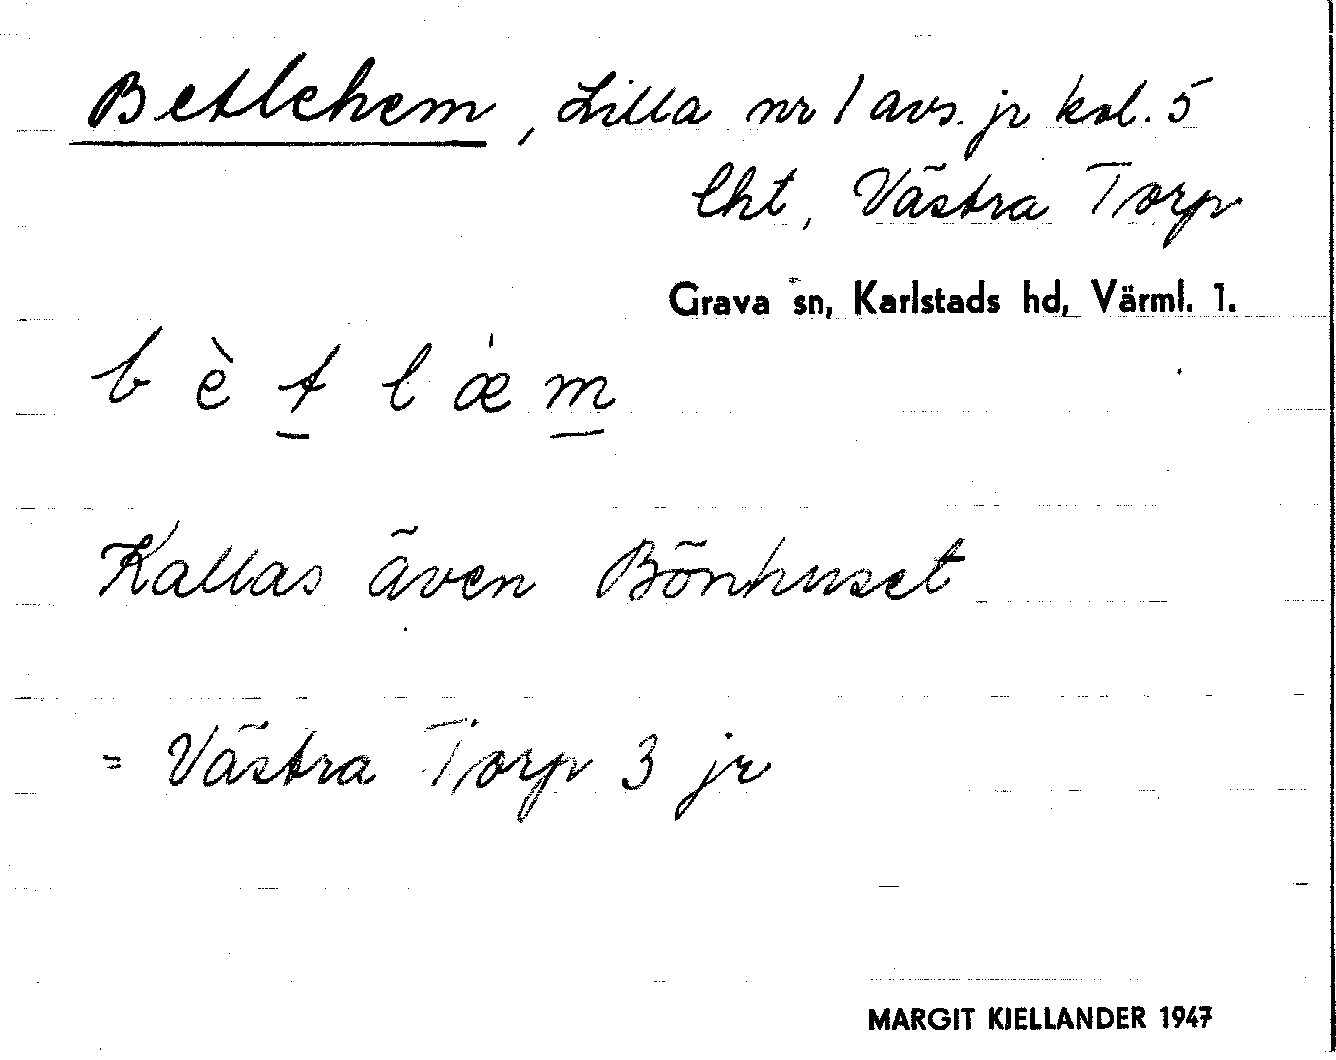 Betlehem, Lilla nr 1 avs. jr kol. 5
lht, Västra Torp
Grava sn, Karlstads hd, Värml. 1.
b è t l æ̍ m
Kallas även Bönhuset
= Västra Torp 3 jr
MARGIT KJELLANDER 1947